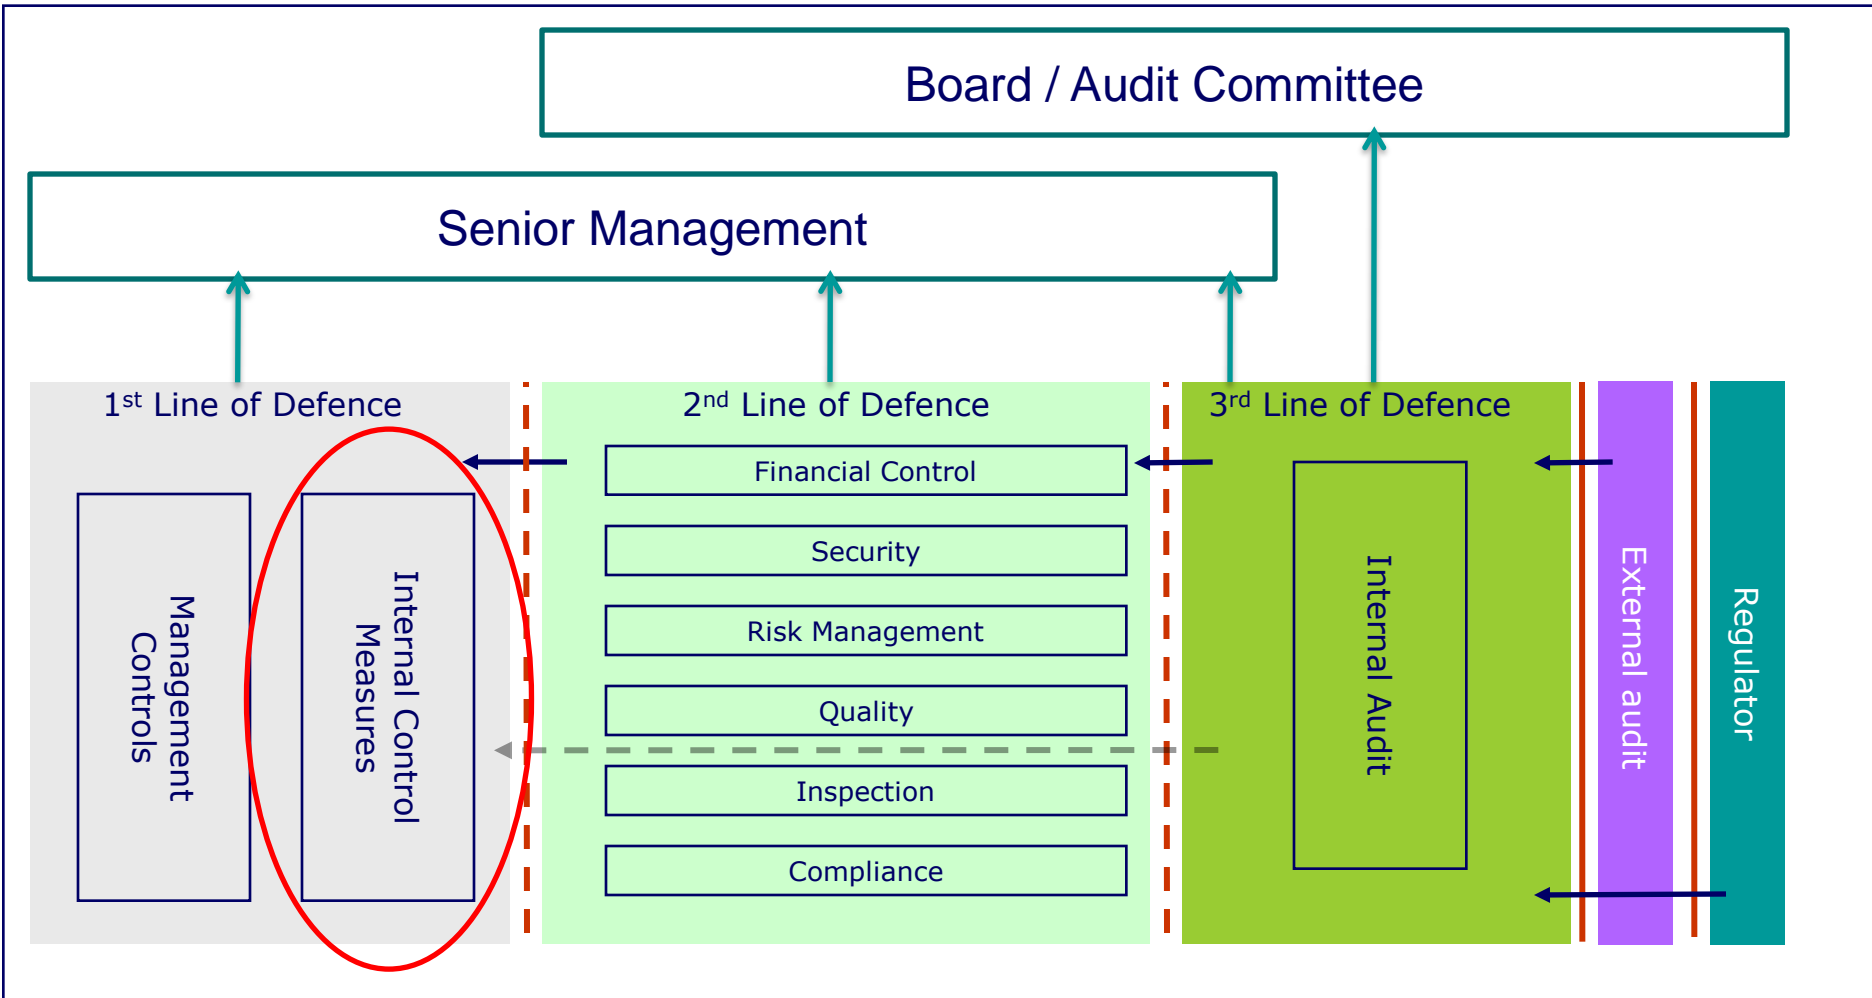 Board / Audit Committee
Senior Management
1st Line of Defence
2nd Line of Defence
3rd Line of Defence
Management
Controls
Internal Control
Measures
Financial Control
Security
Risk Management
Quality
Inspection
Compliance
Internal Audit
External audit
Regulator